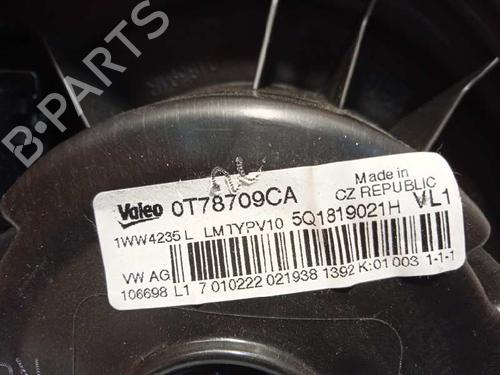 B-PARTS
Valeo 0T78709CA Made in
CZ REPUBLIC
1WW4235 L LMTYPV10 5Q1819021H VL1
VW AG
106698 L1 7 010222 021938 1392 K:01 003 1-1-1